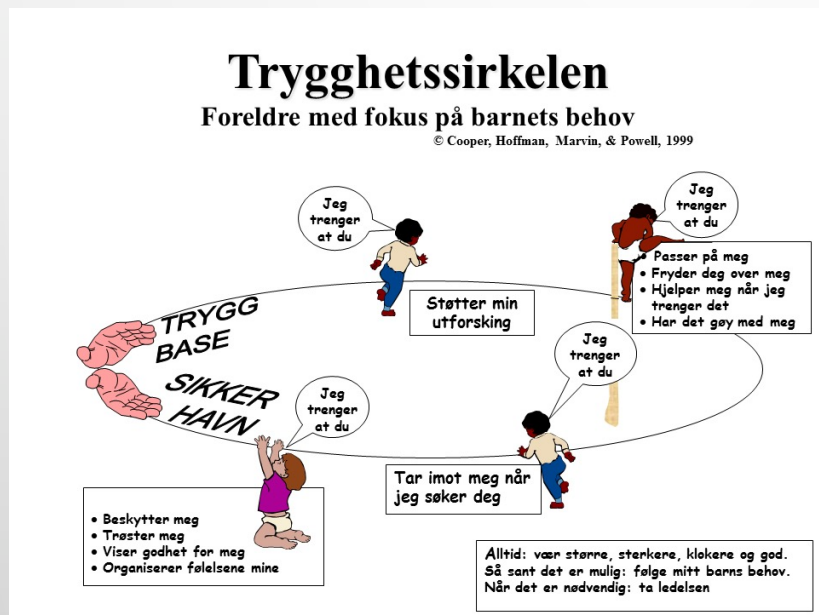 Trygghetssirkelen
Foreldre med fokus på barnets behov
© Cooper, Hoffman, Marvin, & Powell, 1999
Jeg
trenger
at du
Støtter min
utforsking
Jeg
trenger
at du
• Passer på meg
• Fryder deg over meg
• Hjelper meg når jeg
trenger det
• Har det gøy med meg
TRYGG
BASE
SIKKER
HAVN
Jeg
trenger
at du
Tar imot meg når
jeg søker deg
Jeg
trenger
at du
• Beskytter meg
• Trøster meg
• Viser godhet for meg
• Organiserer følelsene mine
Alltid: vær større, sterkere, klokere og god.
Så sant det er mulig: følge mitt barns behov.
Når det er nødvendig: ta ledelsen